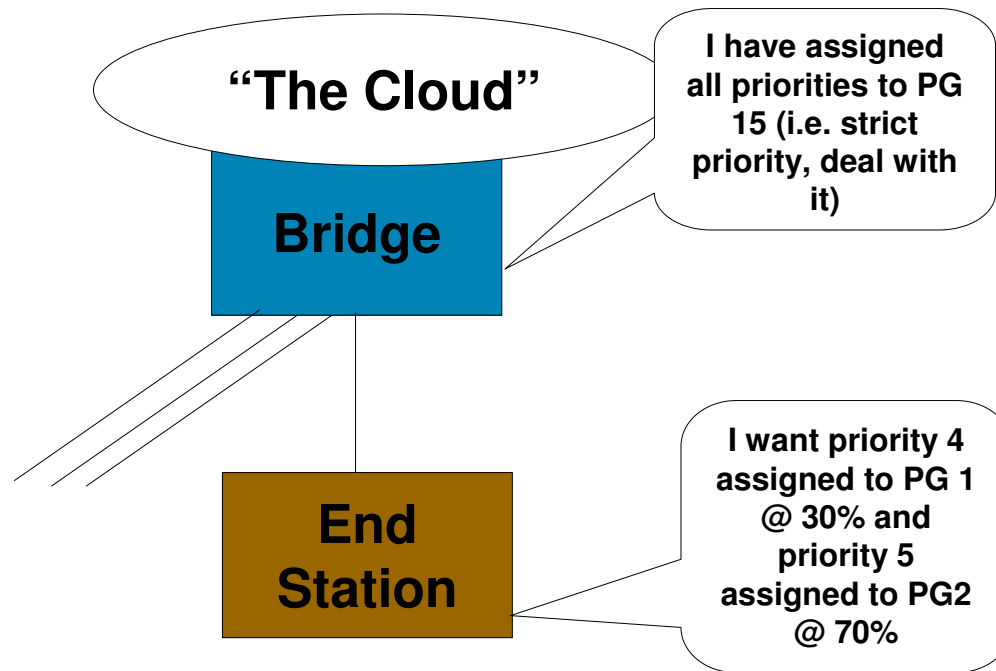 “The Cloud”
I have assigned
all priorities to PG
15 (i.e. strict
priority, deal with
it)
Bridge
I want priority 4
assigned to PG 1
@ 30% and
priority 5
assigned to PG2
@ 70%
End
Station